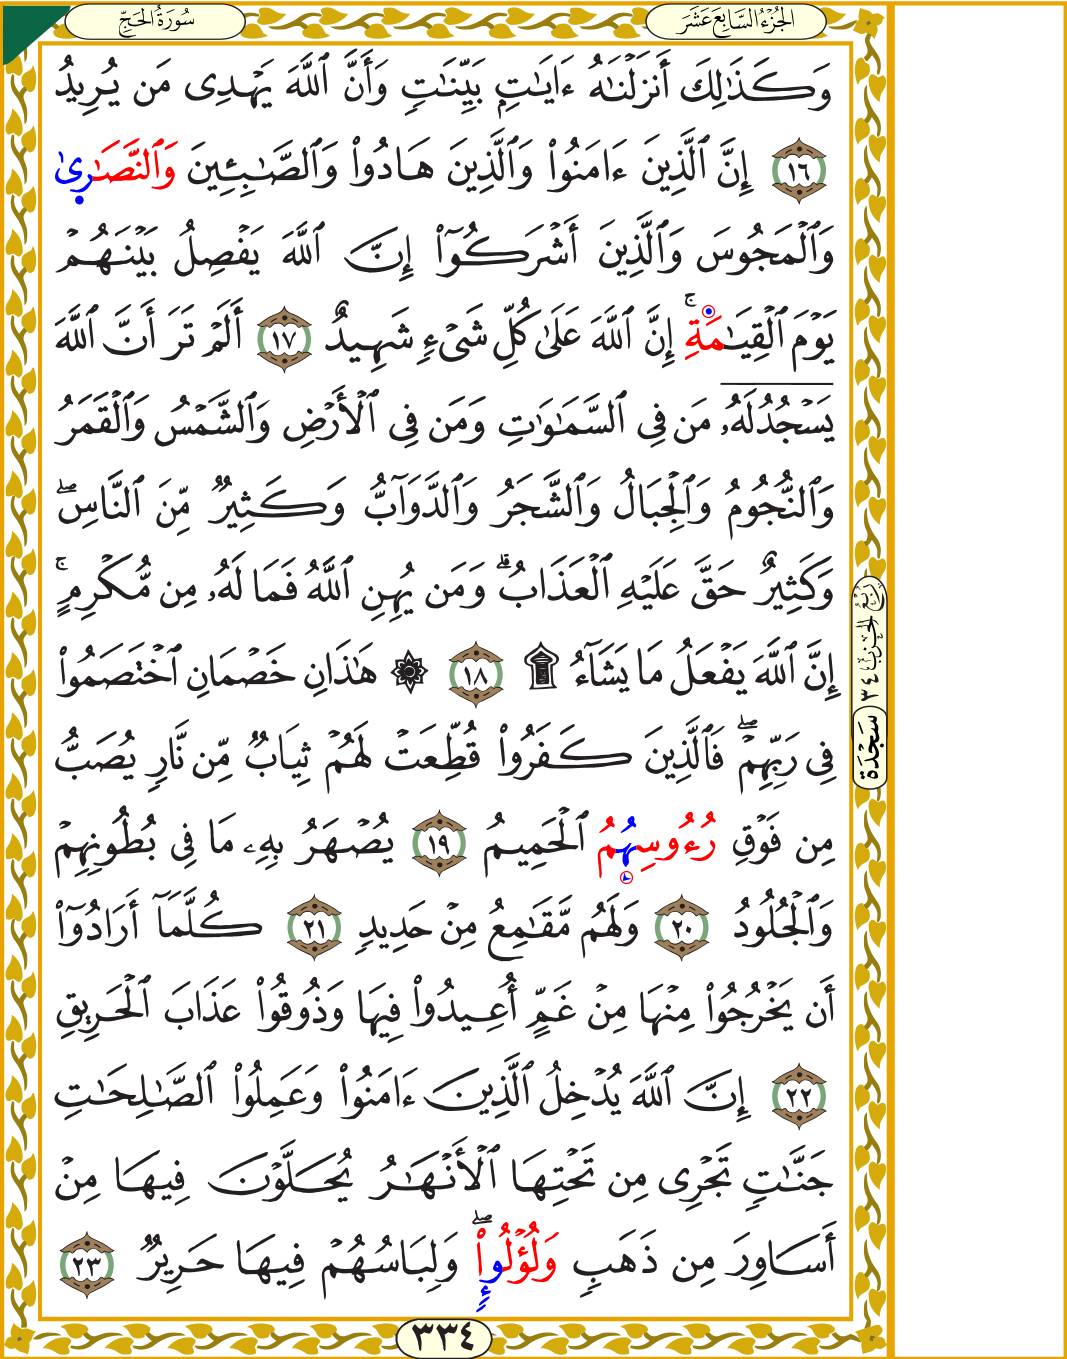 الجُزْءُ السَّابِعَ عَشَرَ
سُورَةُ الحَجِّ
وَكَذَٰلِكَ أَنزَلْنَٰهُ ءَايَٰتٍۭ بَيِّنَٰتٍ وَأَنَّ ٱللَّهَ يَهْدِى مَن يُرِيدُ
١٦ إِنَّ ٱلَّذِينَ ءَامَنُوا۟ وَٱلَّذِينَ هَادُوا۟ وَٱلصَّٰبِـِٔينَ وَٱلنَّصَٰرِىٰ
وَٱلْمَجُوسَ وَٱلَّذِينَ أَشْرَكُوٓا۟ إِنَّ ٱللَّهَ يَفْصِلُ بَيْنَهُمْ
يَوْمَ ٱلْقِيَٰمَةِۚ إِنَّ ٱللَّهَ عَلَىٰ كُلِّ شَىْءٍ شَهِيدٌ ١٧ أَلَمْ تَرَ أَنَّ ٱللَّهَ
يَسْجُدُ لَهُۥ مَن فِى ٱلسَّمَٰوَٰتِ وَمَن فِى ٱلْأَرْضِ وَٱلشَّمْسُ وَٱلْقَمَرُ
وَٱلنُّجُومُ وَٱلْجِبَالُ وَٱلشَّجَرُ وَٱلدَّوَآبُّ وَكَثِيرٌ مِّنَ ٱلنَّاسِۖ
وَكَثِيرٌ حَقَّ عَلَيْهِ ٱلْعَذَابُۗ وَمَن يُهِنِ ٱللَّهُ فَمَا لَهُۥ مِن مُّكْرِمٍۚ
إِنَّ ٱللَّهَ يَفْعَلُ مَا يَشَآءُ ۩ ١٨ ۞ هَٰذَانِ خَصْمَانِ ٱخْتَصَمُوا۟
فِى رَبِّهِمْۖ فَٱلَّذِينَ كَفَرُوا۟ قُطِّعَتْ لَهُمْ ثِيَابٌ مِّن نَّارٍ يُصَبُّ
مِن فَوْقِ رُءُوسِهُمُ ٱلْحَمِيمُ ١٩ يُصْهَرُ بِهِۦ مَا فِى بُطُونِهِمْ
وَٱلْجُلُودُ ٢٠ وَلَهُم مَّقَٰمِعُ مِنْ حَدِيدٍ ٢١ كُلَّمَآ أَرَادُوٓا۟
أَن يَخْرُجُوا۟ مِنْهَا مِنْ غَمٍّ أُعِيدُوا۟ فِيهَا وَذُوقُوا۟ عَذَابَ ٱلْحَرِيقِ
٢٢ إِنَّ ٱللَّهَ يُدْخِلُ ٱلَّذِينَ ءَامَنُوا۟ وَعَمِلُوا۟ ٱلصَّٰلِحَٰتِ
جَنَّٰتٍ تَجْرِى مِن تَحْتِهَا ٱلْأَنْهَٰرُ يُحَلَّوْنَ فِيهَا مِنْ
أَسَاوِرَ مِن ذَهَبٍ وَلُؤْلُوإٍۖ وَلِبَاسُهُمْ فِيهَا حَرِيرٌ ٢٣
رُبْعُ الحِزْبِ ٣٤
سَجْدَة
٣٣٤